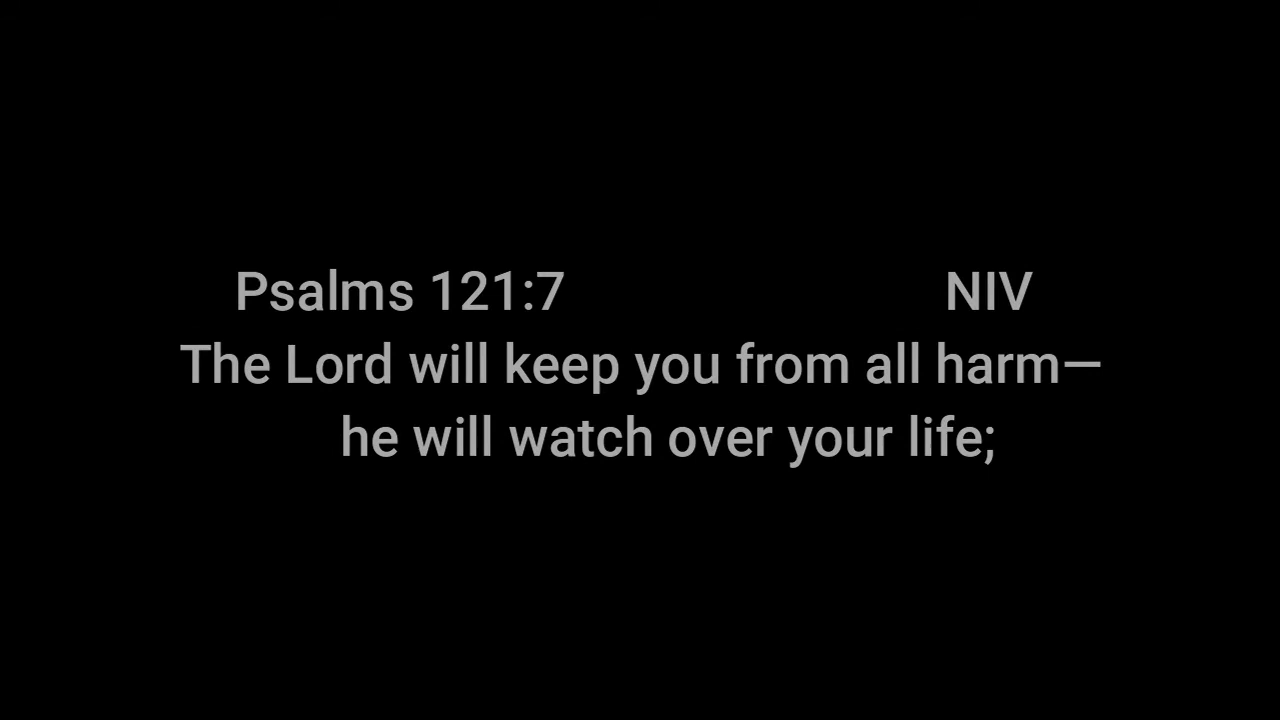 Psalms 121:7 NIV
The Lord will keep you from all harm—
he will watch over your life;